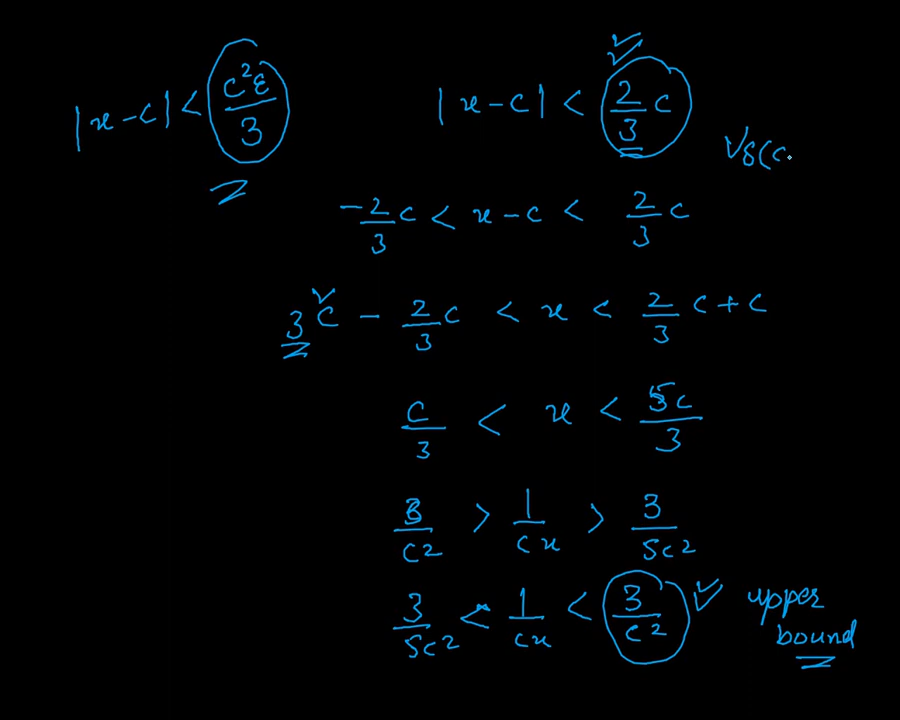 |x-c| < c²ε/3    |x-c| < 2/3 c
√δ(c
-2/3 c < x-c < 2/3 c
3 c - 2/3 c < x < 2/3 c + c
c/3 < x < 5c/3
3/c2 > 1/cx > 3/5c2
3/5c2 < 1/cx < 3/c2 upper
bound